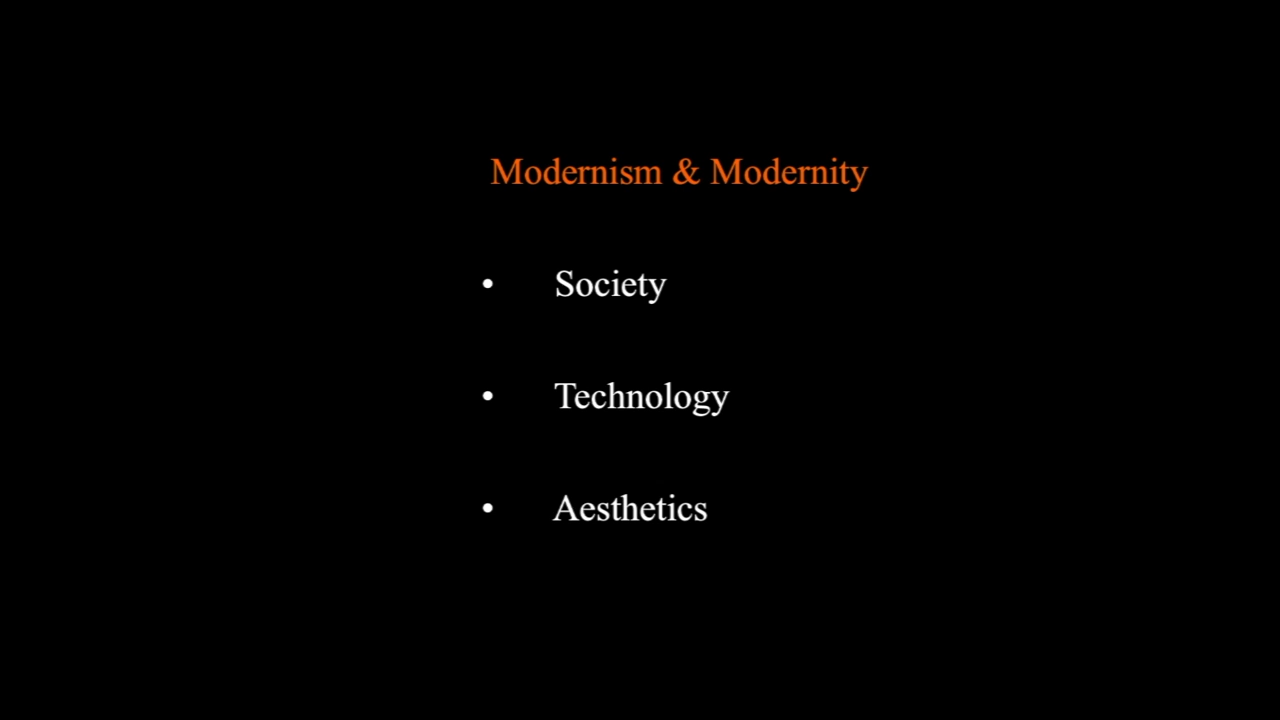 Modernism & Modernity
• Society
• Technology
• Aesthetics